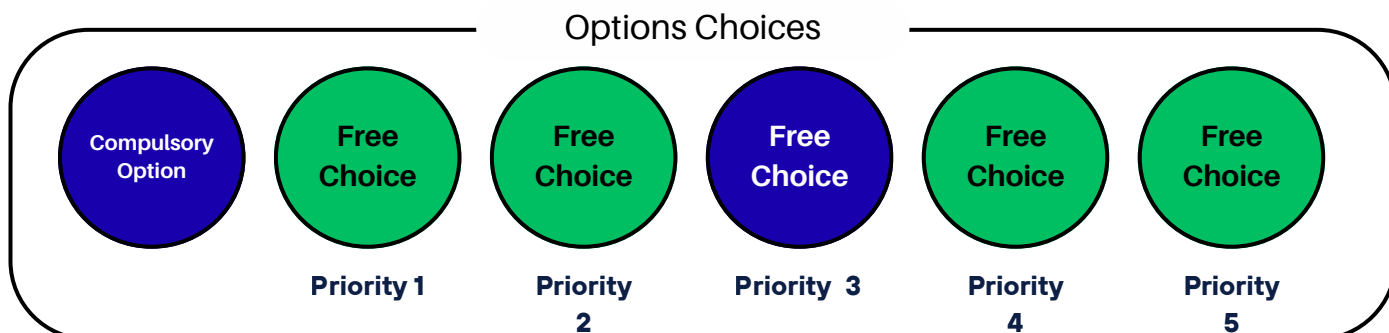 Options Choices
Compulsory
Option
Free
Choice
Free
Choice
Free
Choice
Free
Choice
Free
Choice
Priority 1
Priority
2
Priority 3
Priority
4
Priority
5